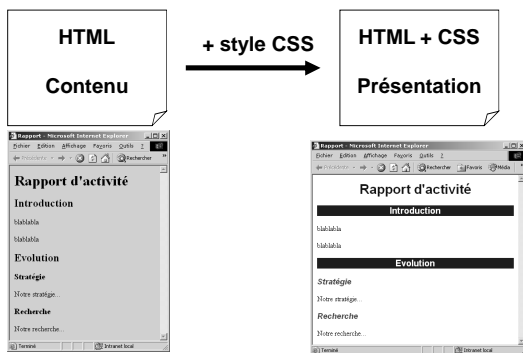 HTML
Contenu
+ style CSS
HTML + CSS
Présentation
Rapport - Microsoft Internet Explorer
Fichier Edition Affichage Favoris Outils ?
Précédente Rechercher »
Rapport d'activité
Introduction
blablabla
blablabla
Evolution
Stratégie
Notre stratégie...
Recherche
Notre recherche...
Terminé Intranet local
Rapport - Microsoft Internet Explorer
Fichier Edition Affichage Favoris Outils ?
Précédente Rechercher Favoris Média »
Rapport d'activité
Introduction
blablabla
blablabla
Evolution
Stratégie
Notre stratégie...
Recherche
Notre recherche...
Terminé Intranet local